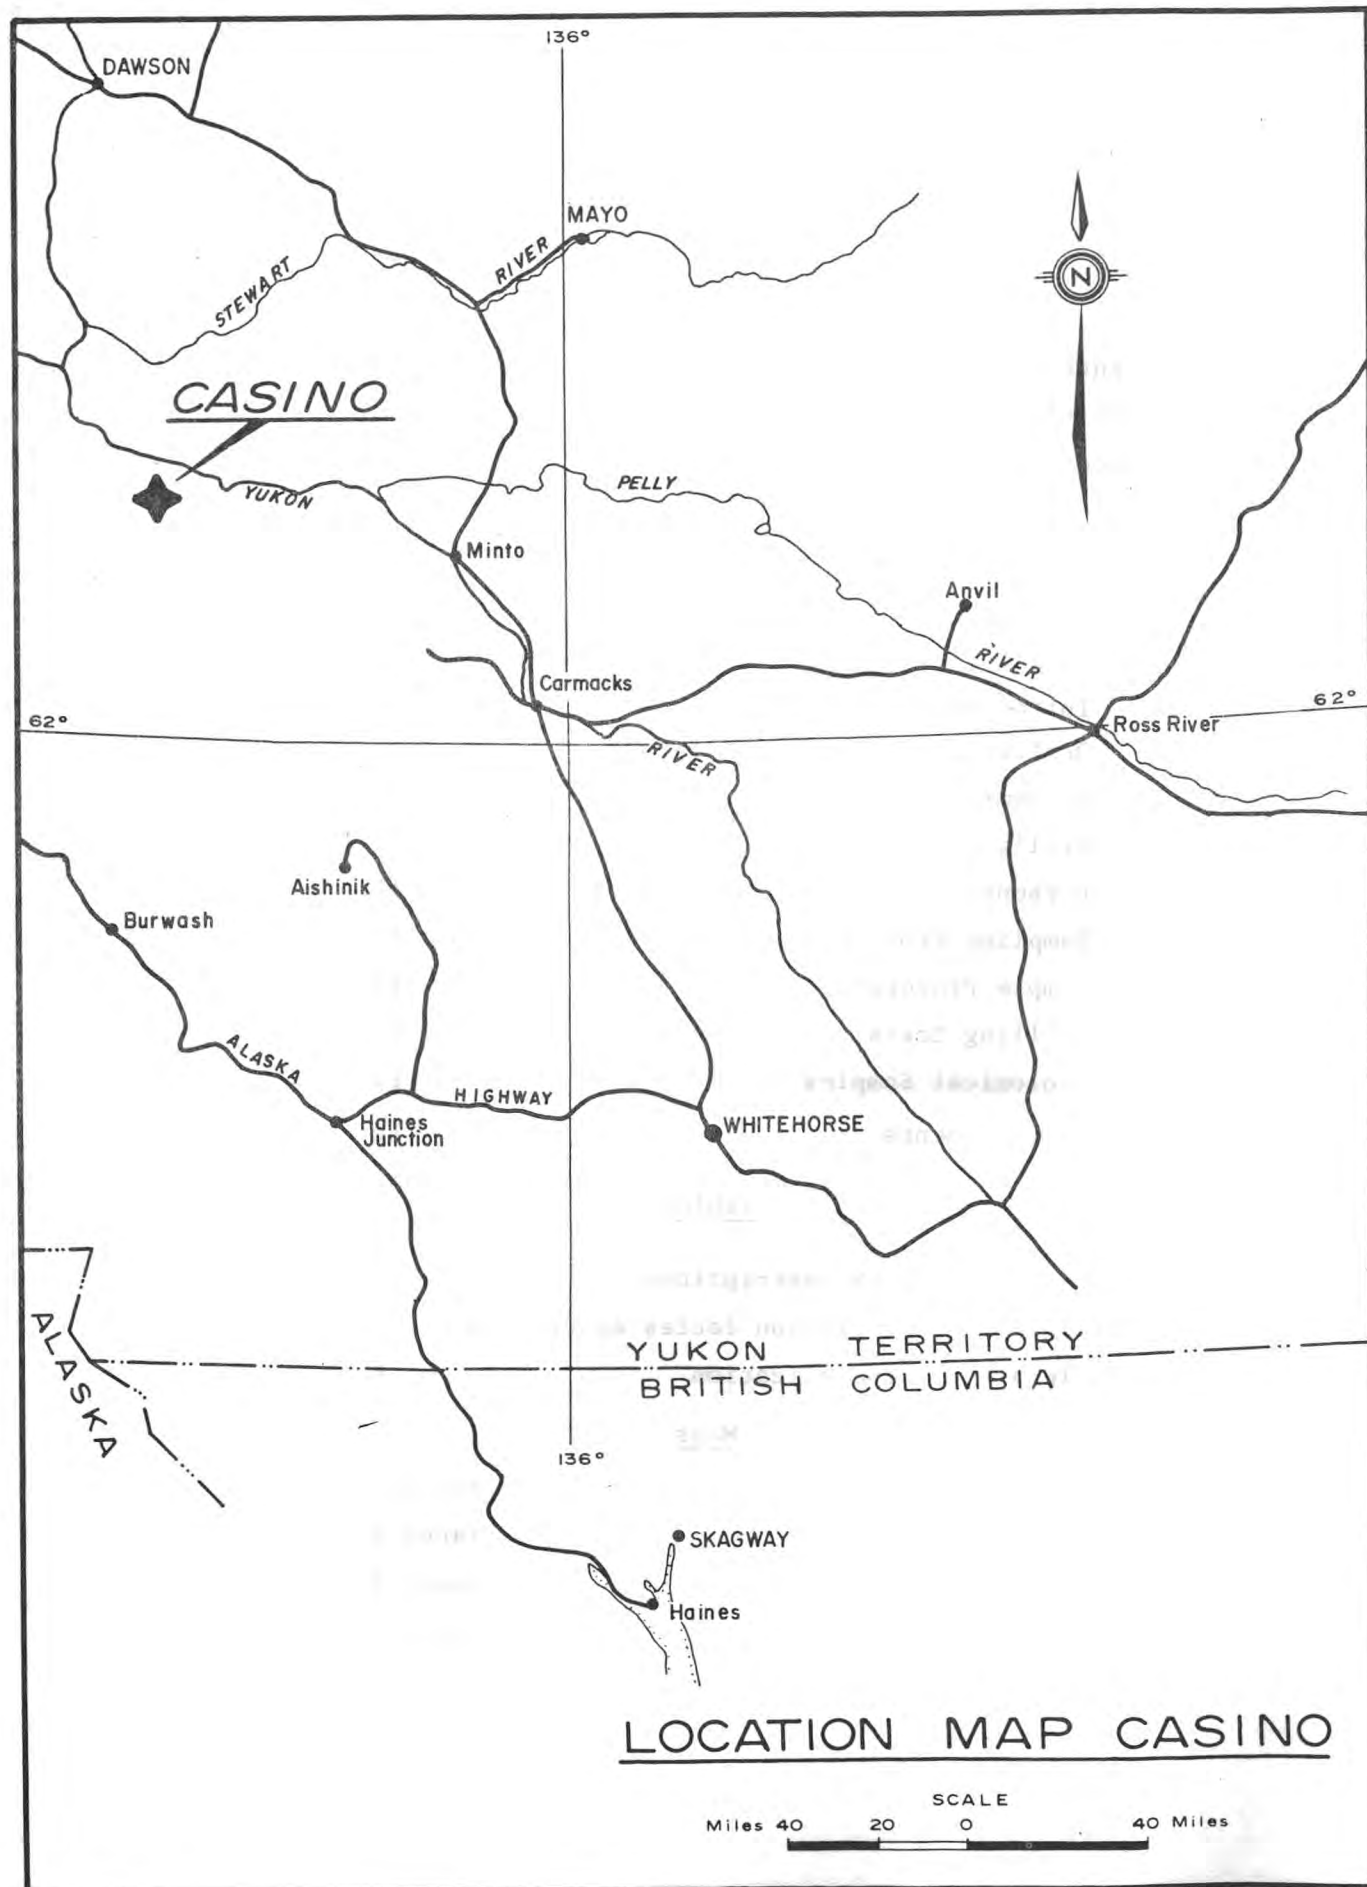 136°
DAWSON
MAYO
RIVER
STEWART
N
CASINO
YUKON
PELLY
Minto
Anvil
RIVER
Carmacks
62°
62°
Ross River
RIVER
Aishinik
Burwash
ALASKA
HIGHWAY
Haines
Junction
WHITEHORSE
ALASKA
YUKON TERRITORY
BRITISH COLUMBIA
136°
SKAGWAY
Haines
LOCATION MAP CASINO
SCALE
Miles 40 20 0 40 Miles